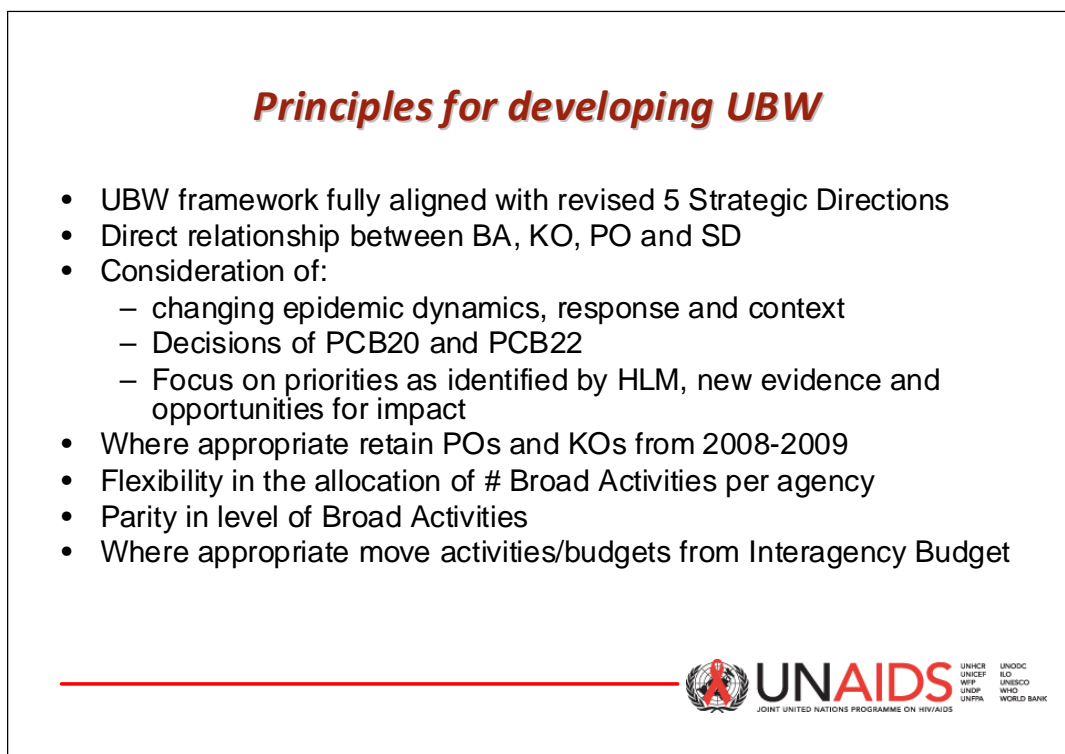 Principles for developing UBW
• UBW framework fully aligned with revised 5 Strategic Directions
• Direct relationship between BA, KO, PO and SD
• Consideration of:
– changing epidemic dynamics, response and context
– Decisions of PCB20 and PCB22
– Focus on priorities as identified by HLM, new evidence and
opportunities for impact
• Where appropriate retain POs and KOs from 2008-2009
• Flexibility in the allocation of # Broad Activities per agency
• Parity in level of Broad Activities
• Where appropriate move activities/budgets from Interagency Budget
UNAIDS
JOINT UNITED NATIONS PROGRAMME ON HIV/AIDS
UNHCR
UNICEF
WFP
UNDP
UNFPA
UNODC
ILO
UNESCO
WHO
WORLD BANK